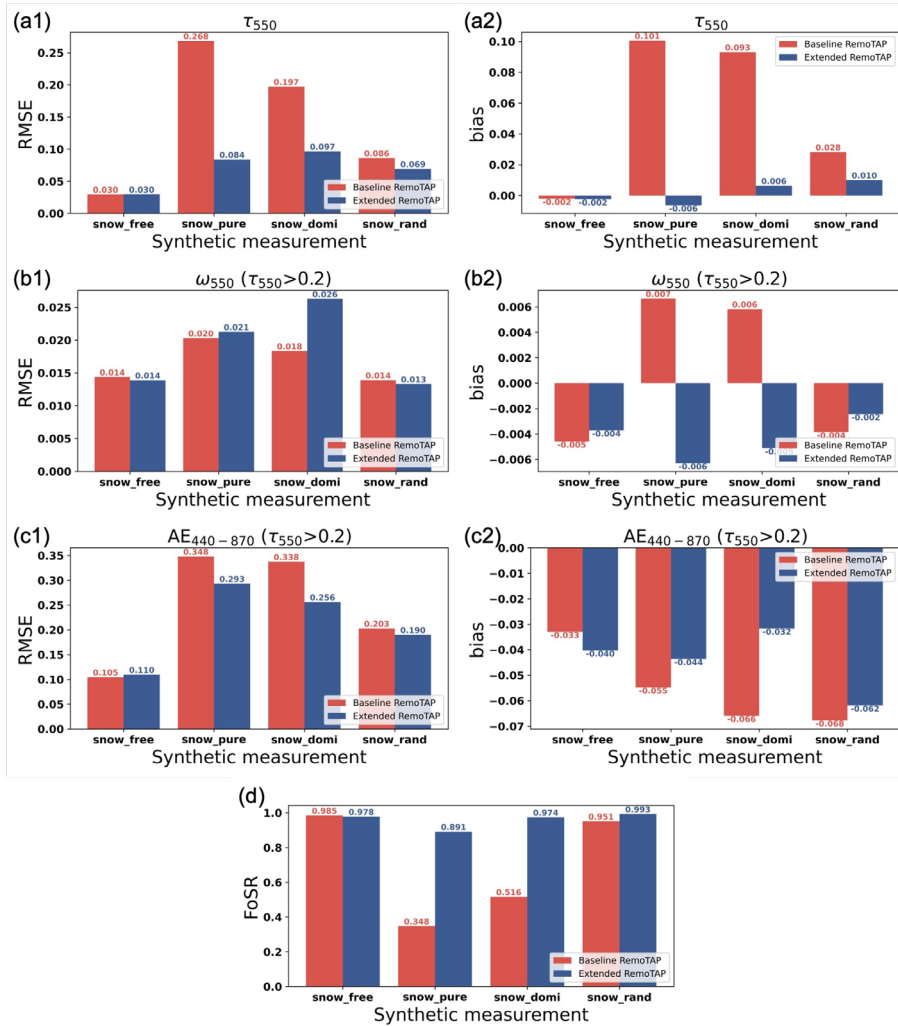 (a1)
τ550
RMSE
0.25
0.20
0.15
0.10
0.05
0.00
0.030
0.030
0.268
0.084
0.197
0.097
0.086
0.069
Baseline RemoTAP
Extended RemoTAP
snow_free
snow_pure
snow_domi
snow_rand
Synthetic measurement
(a2)
τ550
bias
0.10
0.08
0.06
0.04
0.02
0.00
-0.002
-0.002
0.101
-0.006
0.093
0.006
0.028
0.010
Baseline RemoTAP
Extended RemoTAP
snow_free
snow_pure
snow_domi
snow_rand
Synthetic measurement
(b1)
ω550 (τ550>0.2)
RMSE
0.025
0.020
0.015
0.010
0.005
0.000
0.014
0.014
0.020
0.021
0.018
0.026
0.014
0.013
Baseline RemoTAP
Extended RemoTAP
snow_free
snow_pure
snow_domi
snow_rand
Synthetic measurement
(b2)
ω550 (τ550>0.2)
bias
0.006
0.004
0.002
0.000
−0.002
−0.004
−0.006
-0.005
-0.004
0.007
-0.006
0.006
-0.004
-0.002
Baseline RemoTAP
Extended RemoTAP
snow_free
snow_pure
snow_domi
snow_rand
Synthetic measurement
(c1)
AE440−870 (τ550>0.2)
RMSE
0.35
0.30
0.25
0.20
0.15
0.10
0.05
0.00
0.105
0.110
0.348
0.293
0.338
0.256
0.203
0.190
Baseline RemoTAP
Extended RemoTAP
snow_free
snow_pure
snow_domi
snow_rand
Synthetic measurement
(c2)
AE440−870 (τ550>0.2)
bias
0.00
−0.01
−0.02
−0.03
−0.04
−0.05
−0.06
−0.07
-0.033
-0.040
-0.055
-0.044
-0.066
-0.032
-0.068
-0.062
Baseline RemoTAP
Extended RemoTAP
snow_free
snow_pure
snow_domi
snow_rand
Synthetic measurement
(d)
FoSR
1.0
0.8
0.6
0.4
0.2
0.0
0.985
0.978
0.348
0.891
0.516
0.974
0.951
0.993
Baseline RemoTAP
Extended RemoTAP
snow_free
snow_pure
snow_domi
snow_rand
Synthetic measurement